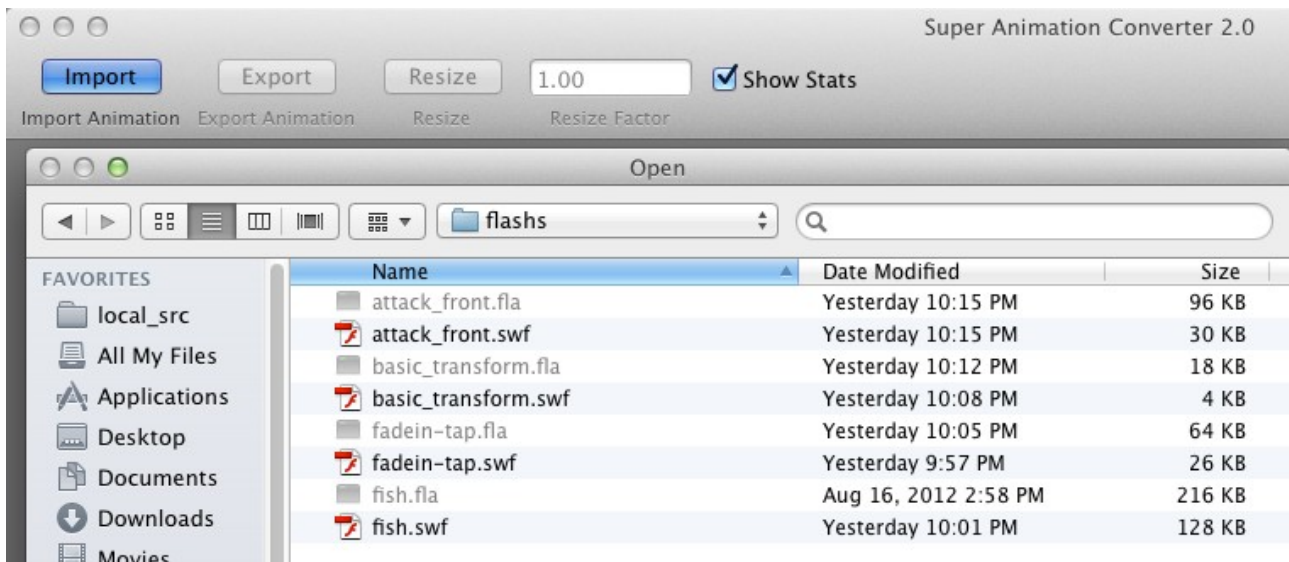 Super Animation Converter 2.0
Import Export Resize 1.00 Show Stats
Import Animation Export Animation Resize Resize Factor
Open
flashs
FAVORITES
local_src
All My Files
Applications
Desktop
Documents
Downloads
Movies
Name Date Modified Size
attack_front.fla Yesterday 10:15 PM 96 KB
attack_front.swf Yesterday 10:15 PM 30 KB
basic_transform.fla Yesterday 10:12 PM 18 KB
basic_transform.swf Yesterday 10:08 PM 4 KB
fadein-tap.fla Yesterday 10:05 PM 64 KB
fadein-tap.swf Yesterday 9:57 PM 26 KB
fish.fla Aug 16, 2012 2:58 PM 216 KB
fish.swf Yesterday 10:01 PM 128 KB